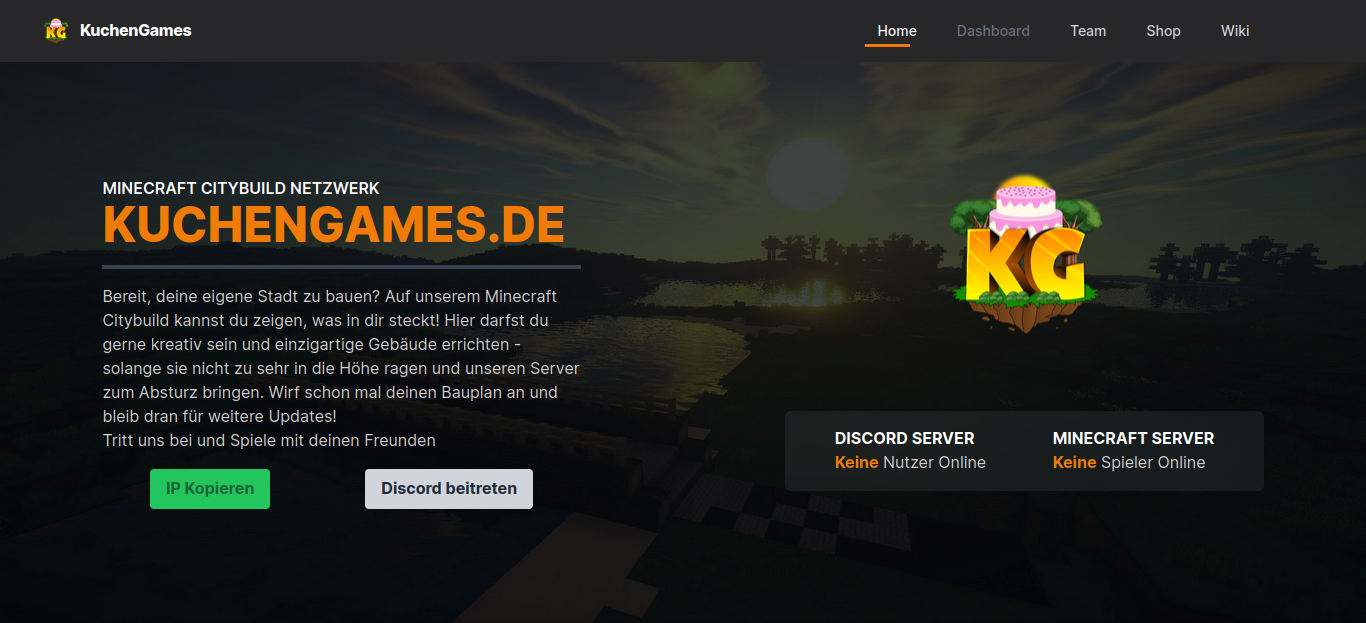 KG KuchenGames
Home Dashboard Team Shop Wiki
MINECRAFT CITYBUILD NETZWERK
KUCHENGAMES.DE
Bereit, deine eigene Stadt zu bauen? Auf unserem Minecraft
Citybuild kannst du zeigen, was in dir steckt! Hier darfst du
gerne kreativ sein und einzigartige Gebäude errichten -
solange sie nicht zu sehr in die Höhe ragen und unseren Server
zum Absturz bringen. Wirf schon mal deinen Bauplan an und
bleib dran für weitere Updates!
Tritt uns bei und Spiele mit deinen Freunden
IP Kopieren
Discord beitreten
KG
DISCORD SERVER
Keine Nutzer Online
MINECRAFT SERVER
Keine Spieler Online